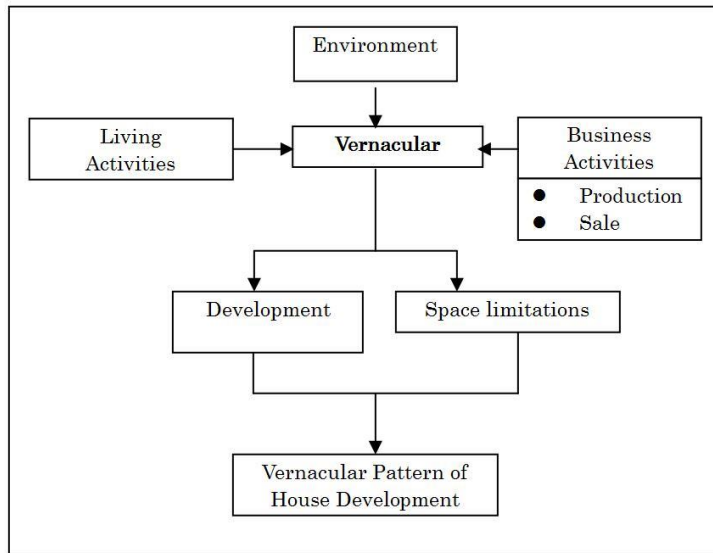 Environment
Living
Activities
Vernacular
Business
Activities
● Production
● Sale
Development
Space limitations
Vernacular Pattern of
House Development